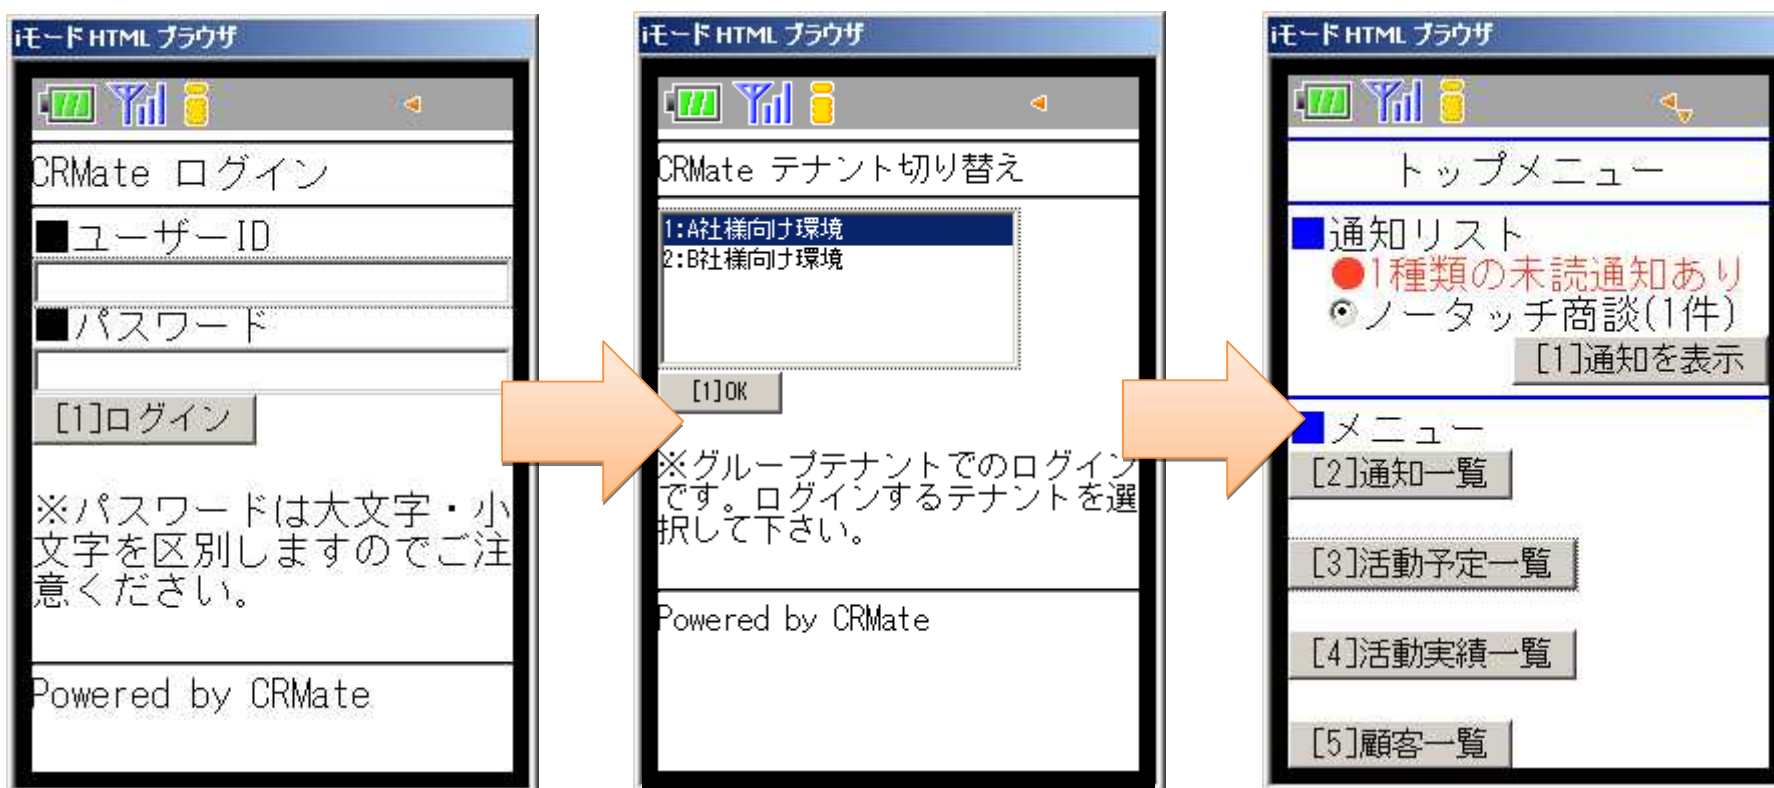 iモード HTML ブラウザ
CRMate ログイン
■ユーザーID
■パスワード
[1]ログイン
※パスワードは大文字・小
文字を区別しますのでご注
意ください。
Powered by CRMate
iモード HTML ブラウザ
CRMate テナント切り替え
1:A社様向け環境
2:B社様向け環境
[1]OK
※グループテナントでのログイン
です。ログインするテナントを選
択して下さい。
Powered by CRMate
iモード HTML ブラウザ
トップメニュー
■通知リスト
●1種類の未読通知あり
ノータッチ商談(1件)
[1]通知を表示
■メニュー
[2]通知一覧
[3]活動予定一覧
[4]活動実績一覧
[5]顧客一覧